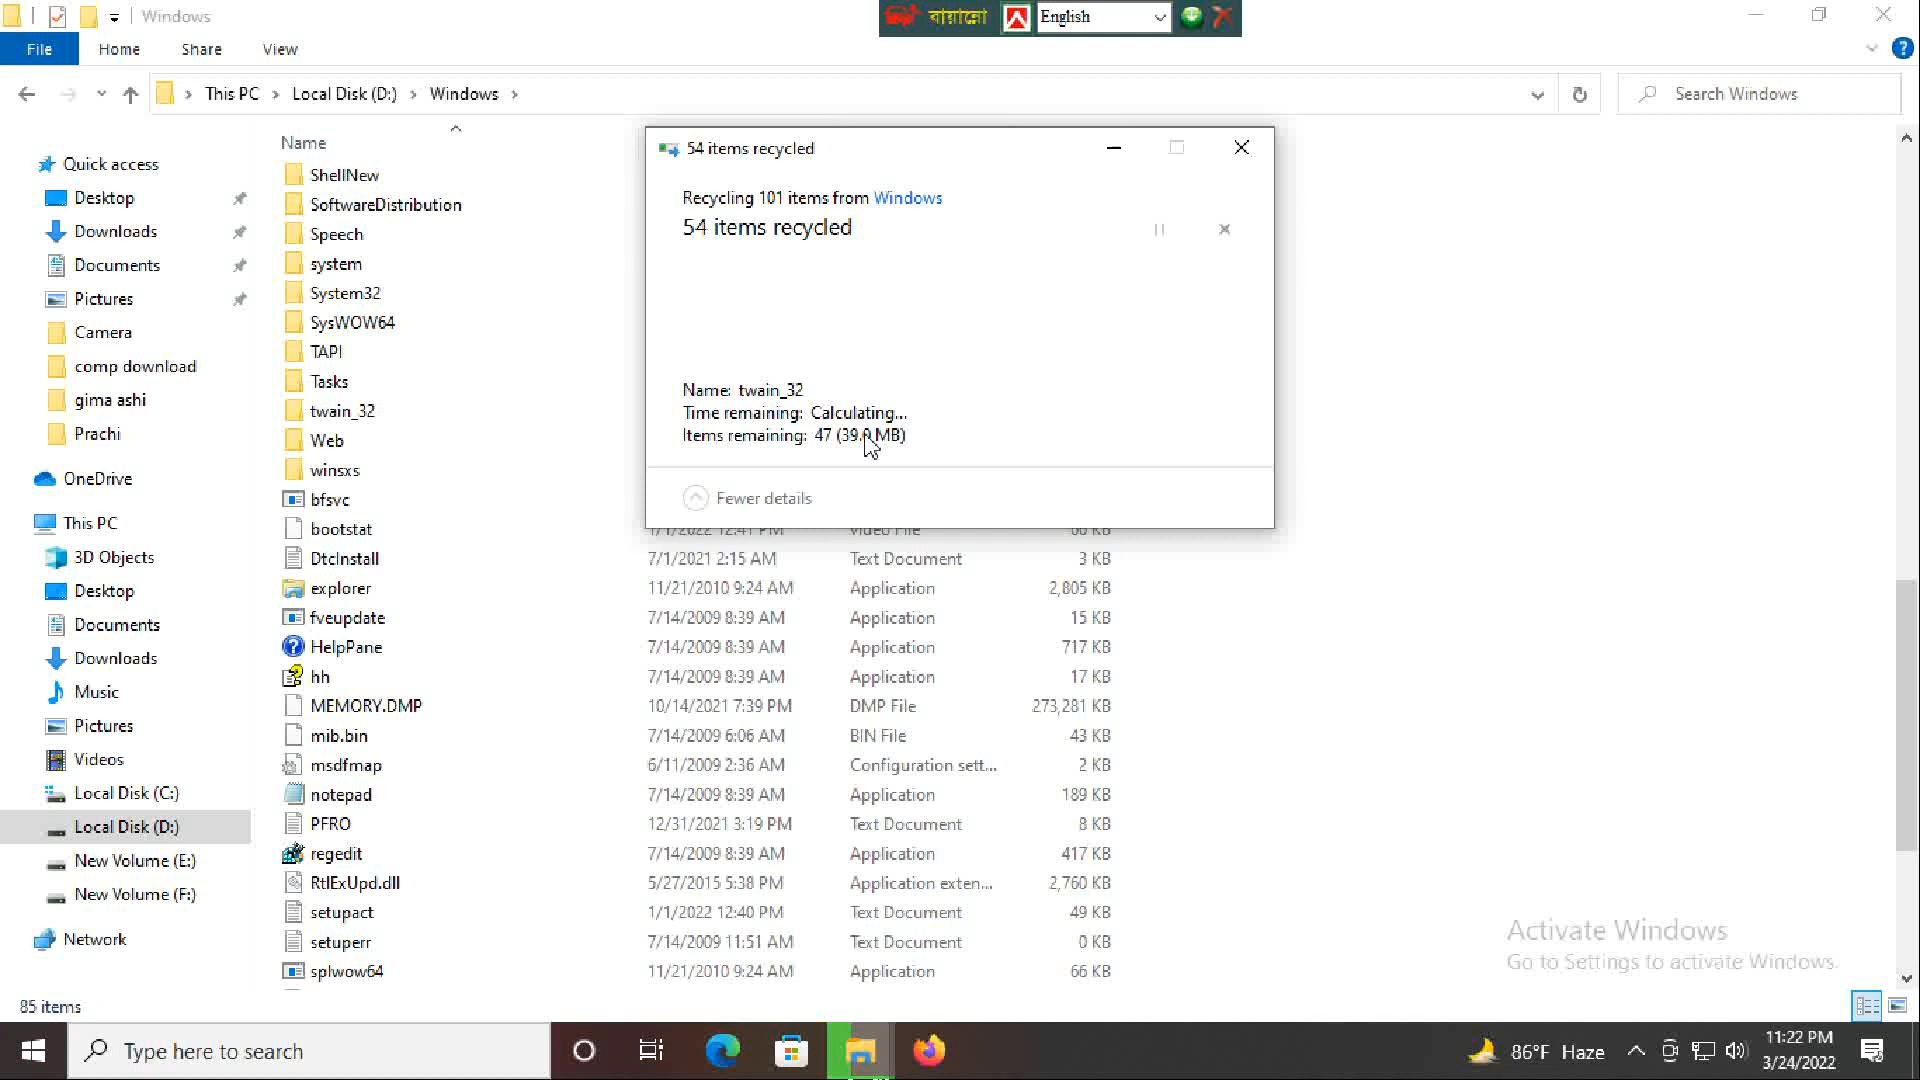 Windows
বায়ান্নো
English
File
Home
Share
View
This PC
Local Disk (D:)
Windows
Search Windows
Name
Quick access
Desktop
Downloads
Documents
Pictures
Camera
comp download
gima ashi
Prachi
OneDrive
This PC
3D Objects
Desktop
Documents
Downloads
Music
Pictures
Videos
Local Disk (C:)
Local Disk (D:)
New Volume (E:)
New Volume (F:)
Network
ShellNew
SoftwareDistribution
Speech
system
System32
SysWOW64
TAPI
Tasks
twain_32
Web
winsxs
bfsvc
bootstat 1/1/2022 12:41 PM Video File 66 KB
DtcInstall 7/1/2021 2:15 AM Text Document 3 KB
explorer 11/21/2010 9:24 AM Application 2,805 KB
fveupdate 7/14/2009 8:39 AM Application 15 KB
HelpPane 7/14/2009 8:39 AM Application 717 KB
hh 7/14/2009 8:39 AM Application 17 KB
MEMORY.DMP 10/14/2021 7:39 PM DMP File 273,281 KB
mib.bin 7/14/2009 6:06 AM BIN File 43 KB
msdfmap 6/11/2009 2:36 AM Configuration sett... 2 KB
notepad 7/14/2009 8:39 AM Application 189 KB
PFRO 12/31/2021 3:19 PM Text Document 8 KB
regedit 7/14/2009 8:39 AM Application 417 KB
RtlExUpd.dll 5/27/2015 5:38 PM Application exten... 2,760 KB
setupact 1/1/2022 12:40 PM Text Document 49 KB
setuperr 7/14/2009 11:51 AM Text Document 0 KB
splwow64 11/21/2010 9:24 AM Application 66 KB
54 items recycled
Recycling 101 items from Windows
54 items recycled
Name: twain_32
Time remaining: Calculating...
Items remaining: 47 (39.0 MB)
Fewer details
Activate Windows
Go to Settings to activate Windows.
85 items
Type here to search
86°F Haze
11:22 PM
3/24/2022